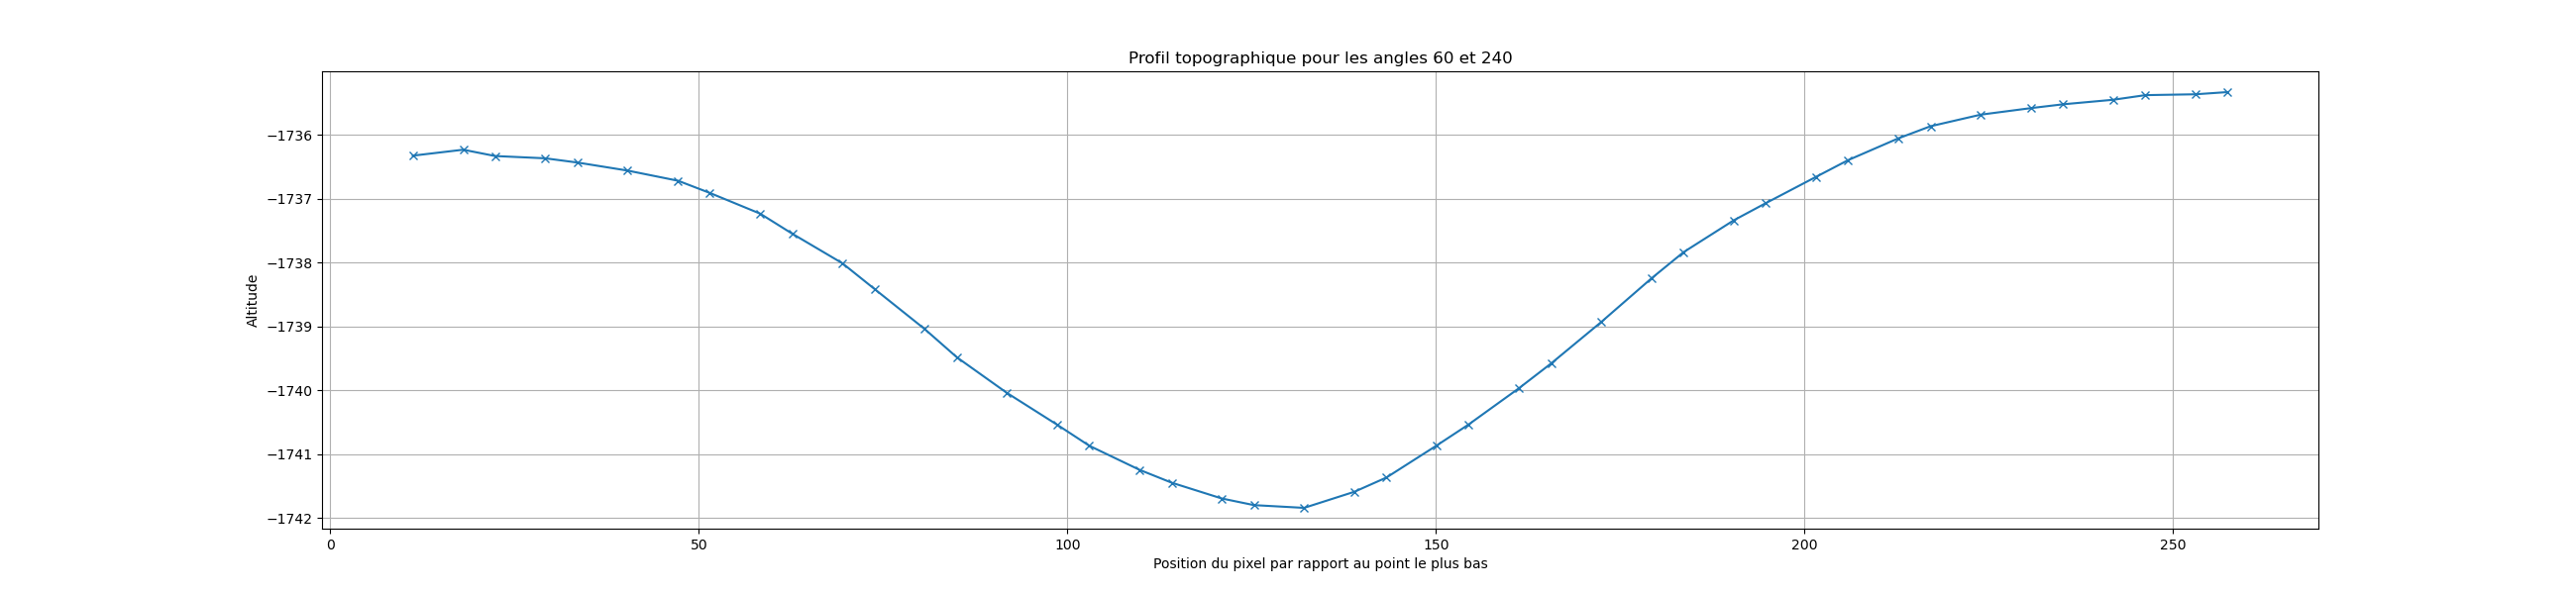 Profil topographique pour les angles 60 et 240
Altitude
−1736
−1737
−1738
−1739
−1740
−1741
−1742
0 50 100 150 200 250
Position du pixel par rapport au point le plus bas